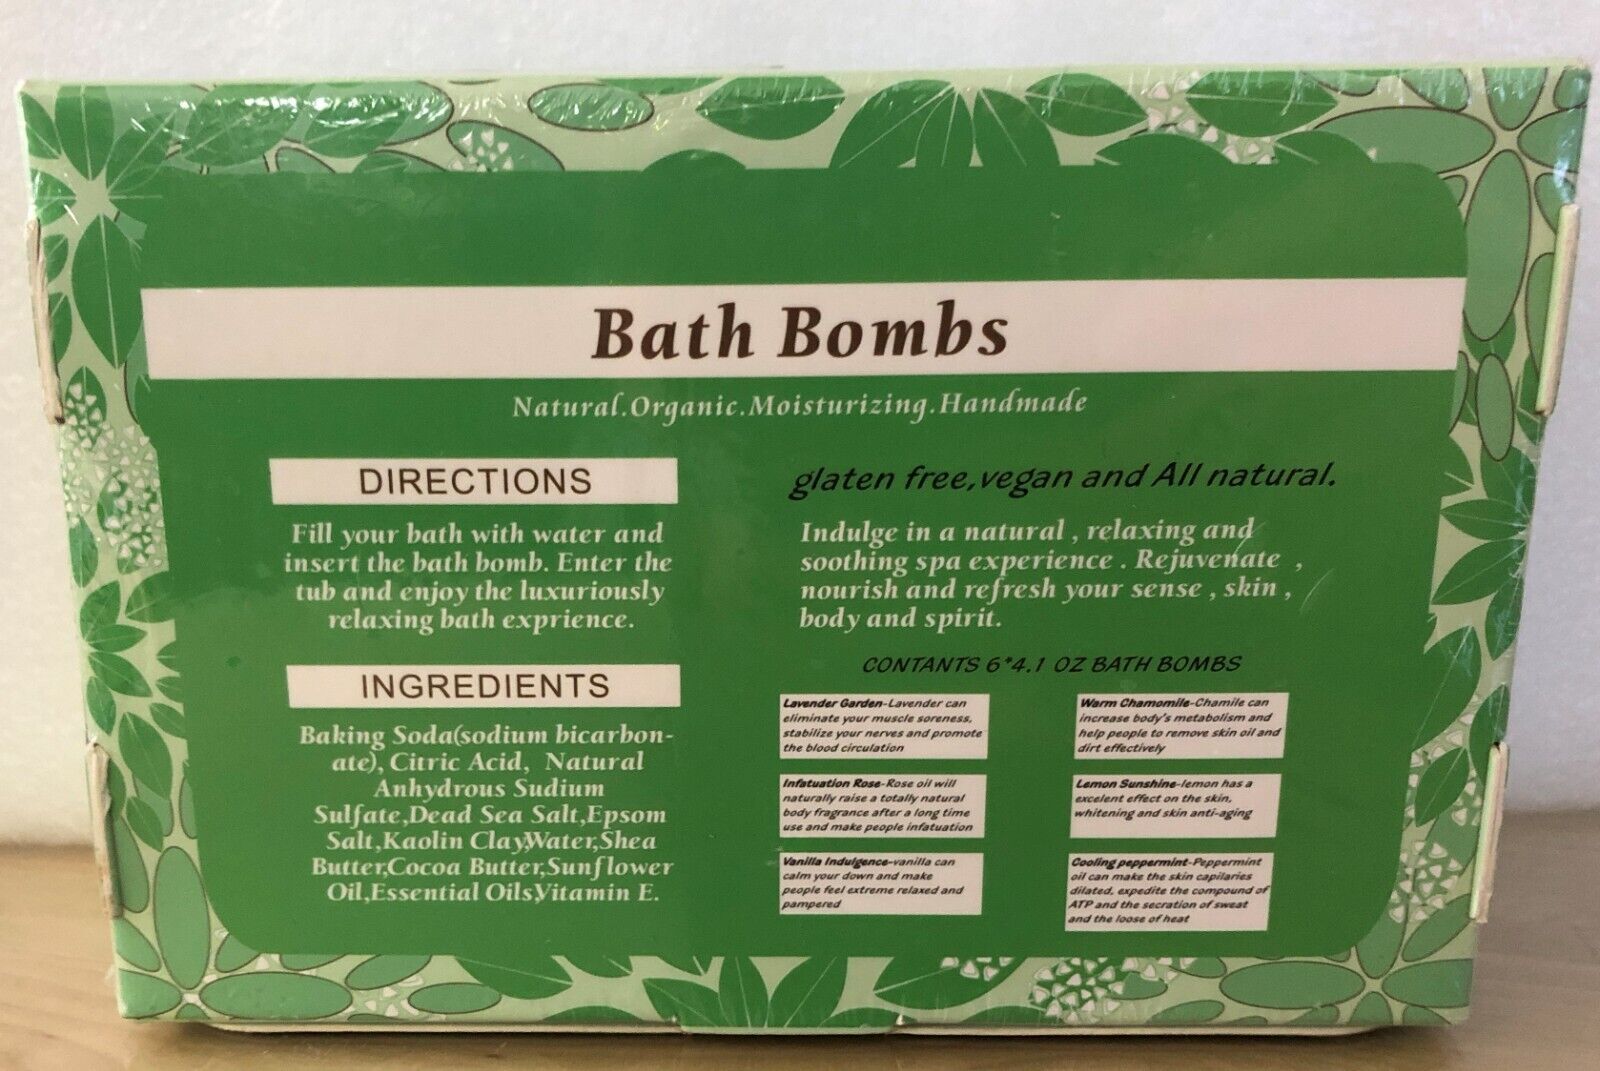 Bath Bombs
Natural.Organic.Moisturizing.Handmade
DIRECTIONS
Fill your bath with water and
insert the bath bomb. Enter the
tub and enjoy the luxuriously
relaxing bath exprience.
INGREDIENTS
Baking Soda(sodium bicarbon-
ate), Citric Acid, Natural
Anhydrous Sudium
Sulfate,Dead Sea Salt,Epsom
Salt,Kaolin Clay,Water,Shea
Butter,Cocoa Butter,Sunflower
Oil,Essential Oils,Vitamin E.
glaten free,vegan and All natural.
Indulge in a natural , relaxing and
soothing spa experience . Rejuvenate ,
nourish and refresh your sense , skin ,
body and spirit.
CONTANTS 6*4.1 OZ BATH BOMBS
Lavender Garden-Lavender can
eliminate your muscle soreness,
stabilize your nerves and promote
the blood circulation
Infatuation Rose-Rose oil will
naturally raise a totally natural
body fragrance after a long time
use and make people infatuation
Vanilla Indulgence-vanilla can
calm your down and make
people feel extreme relaxed and
pampered
Warm Chamomile-Chamile can
increase body's metabolism and
help people to remove skin oil and
dirt effectively
Lemon Sunshine-lemon has a
excelent effect on the skin,
whitening and skin anti-aging
Cooling peppermint-Peppermint
oil can make the skin capilaries
dilated, expedite the compound of
ATP and the secration of sweat
and the loose of heat